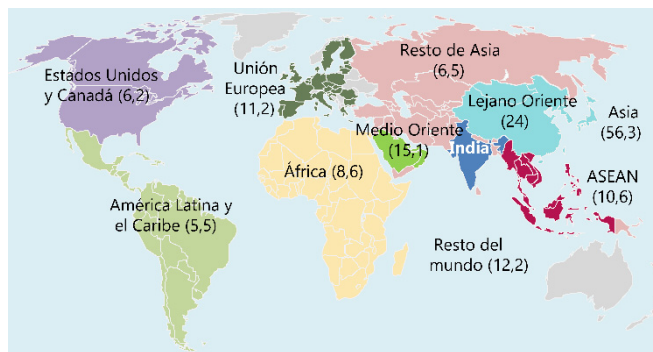 Estados Unidos
y Canadá (6,2)
Unión
Europea
(11,2)
Resto de Asia
(6,5)
Lejano Oriente
(24)
Asia
(56,3)
Medio Oriente
(15,1)
India
ASEAN
(10,6)
África (8,6)
América Latina y
el Caribe (5,5)
Resto del
mundo (12,2)